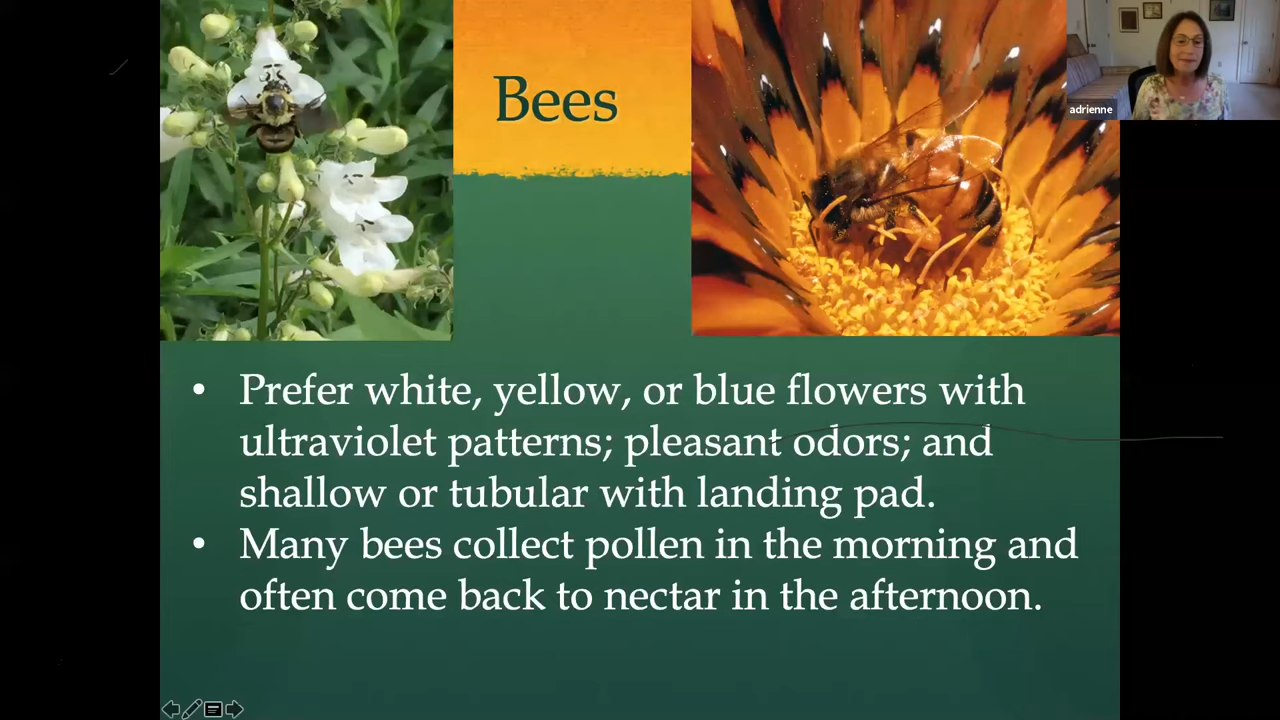 Bees
adrienne
• Prefer white, yellow, or blue flowers with
ultraviolet patterns; pleasant odors; and
shallow or tubular with landing pad.
• Many bees collect pollen in the morning and
often come back to nectar in the afternoon.